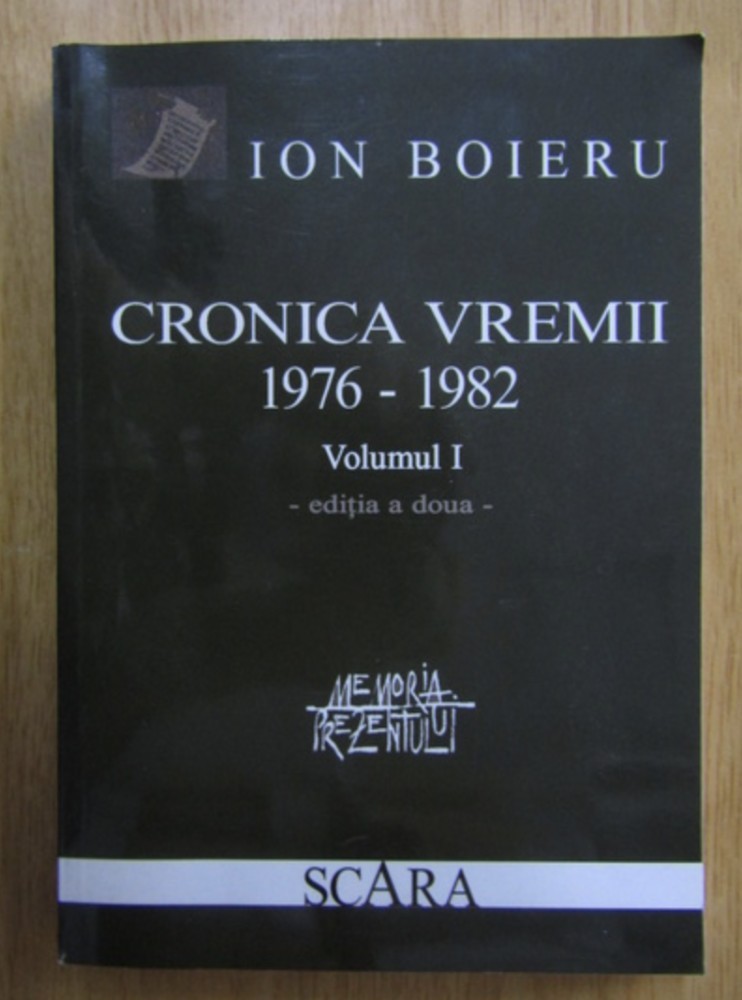 ION BOIERU
CRONICA VREMII
1976 - 1982
Volumul I
- ediția a doua -
MEMORIA
PREZENTULUI
SCARA